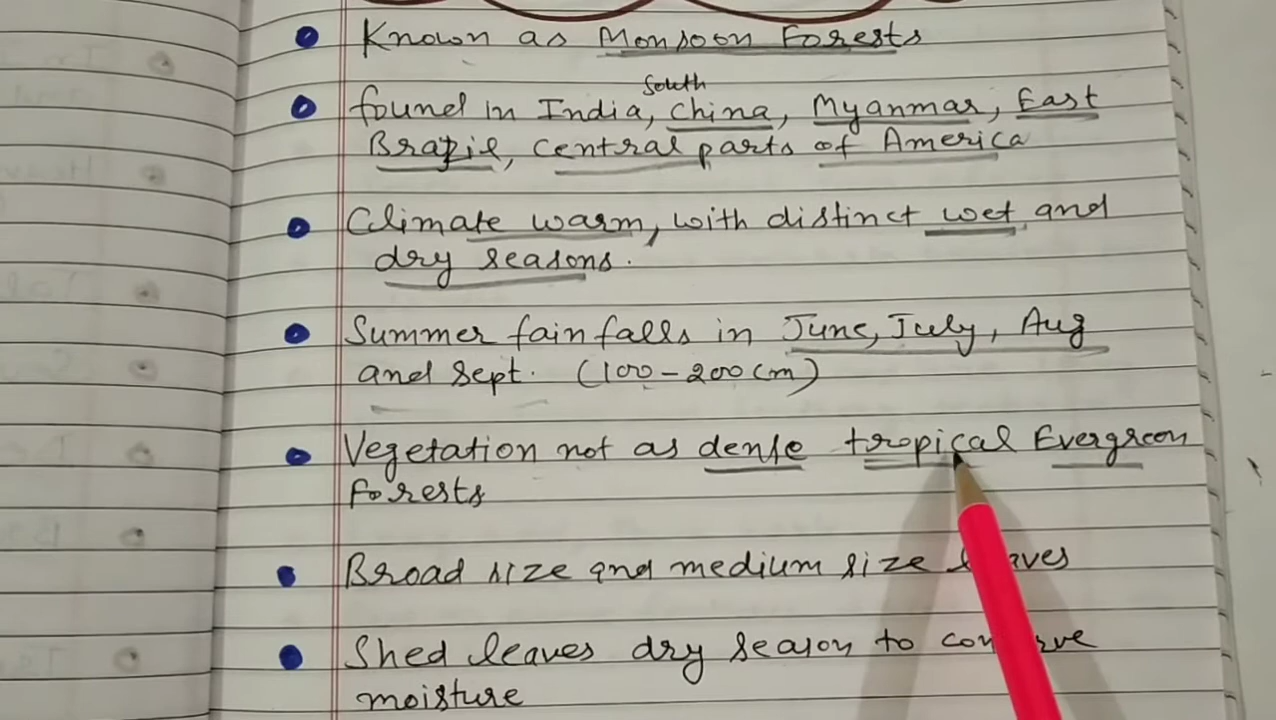 Known as Monsoon Forests
found in India, South China, Myanmar, East
Brazil, central parts of America
Climate warm, with distinct wet and
dry seasons.
Summer fain falls in June, July, Aug
and Sept. (100-200 cm)
Vegetation not as dense tropical Evergreen
Forests
Broad size and medium size
Shed leaves dry season to
moisture